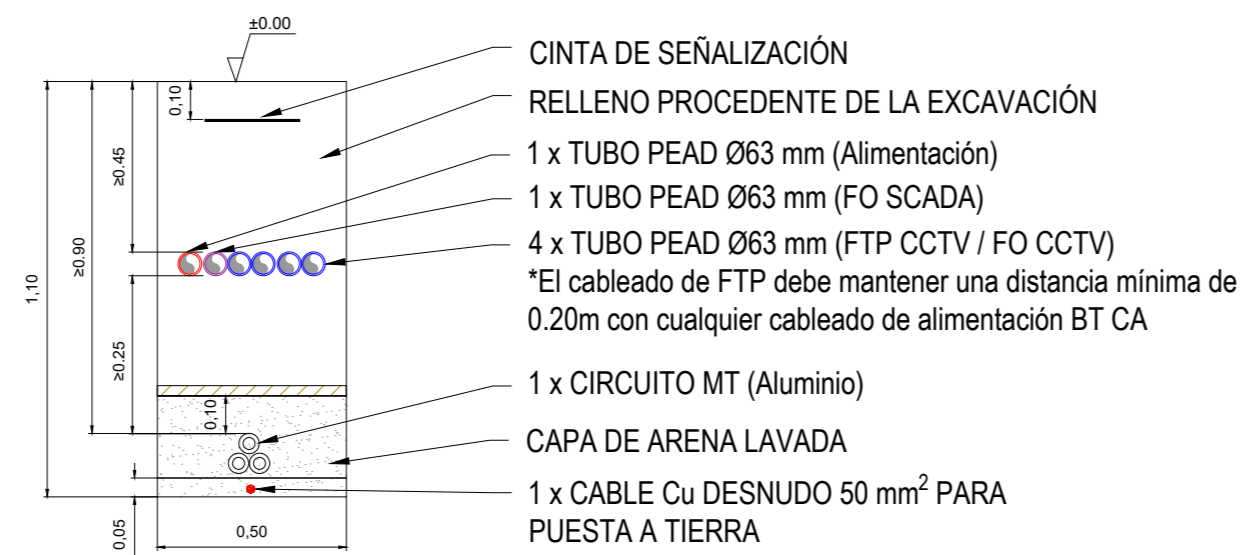 ±0.00
CINTA DE SEÑALIZACIÓN
0,10
RELLENO PROCEDENTE DE LA EXCAVACIÓN
≥0.45
1 x TUBO PEAD Ø63 mm (Alimentación)
1 x TUBO PEAD Ø63 mm (FO SCADA)
≥0.90
4 x TUBO PEAD Ø63 mm (FTP CCTV / FO CCTV)
*El cableado de FTP debe mantener una distancia mínima de
0.20m con cualquier cableado de alimentación BT CA
1,10
≥0.25
1 x CIRCUITO MT (Aluminio)
0,10
CAPA DE ARENA LAVADA
1 x CABLE Cu DESNUDO 50 mm² PARA
PUESTA A TIERRA
0,05
0,50